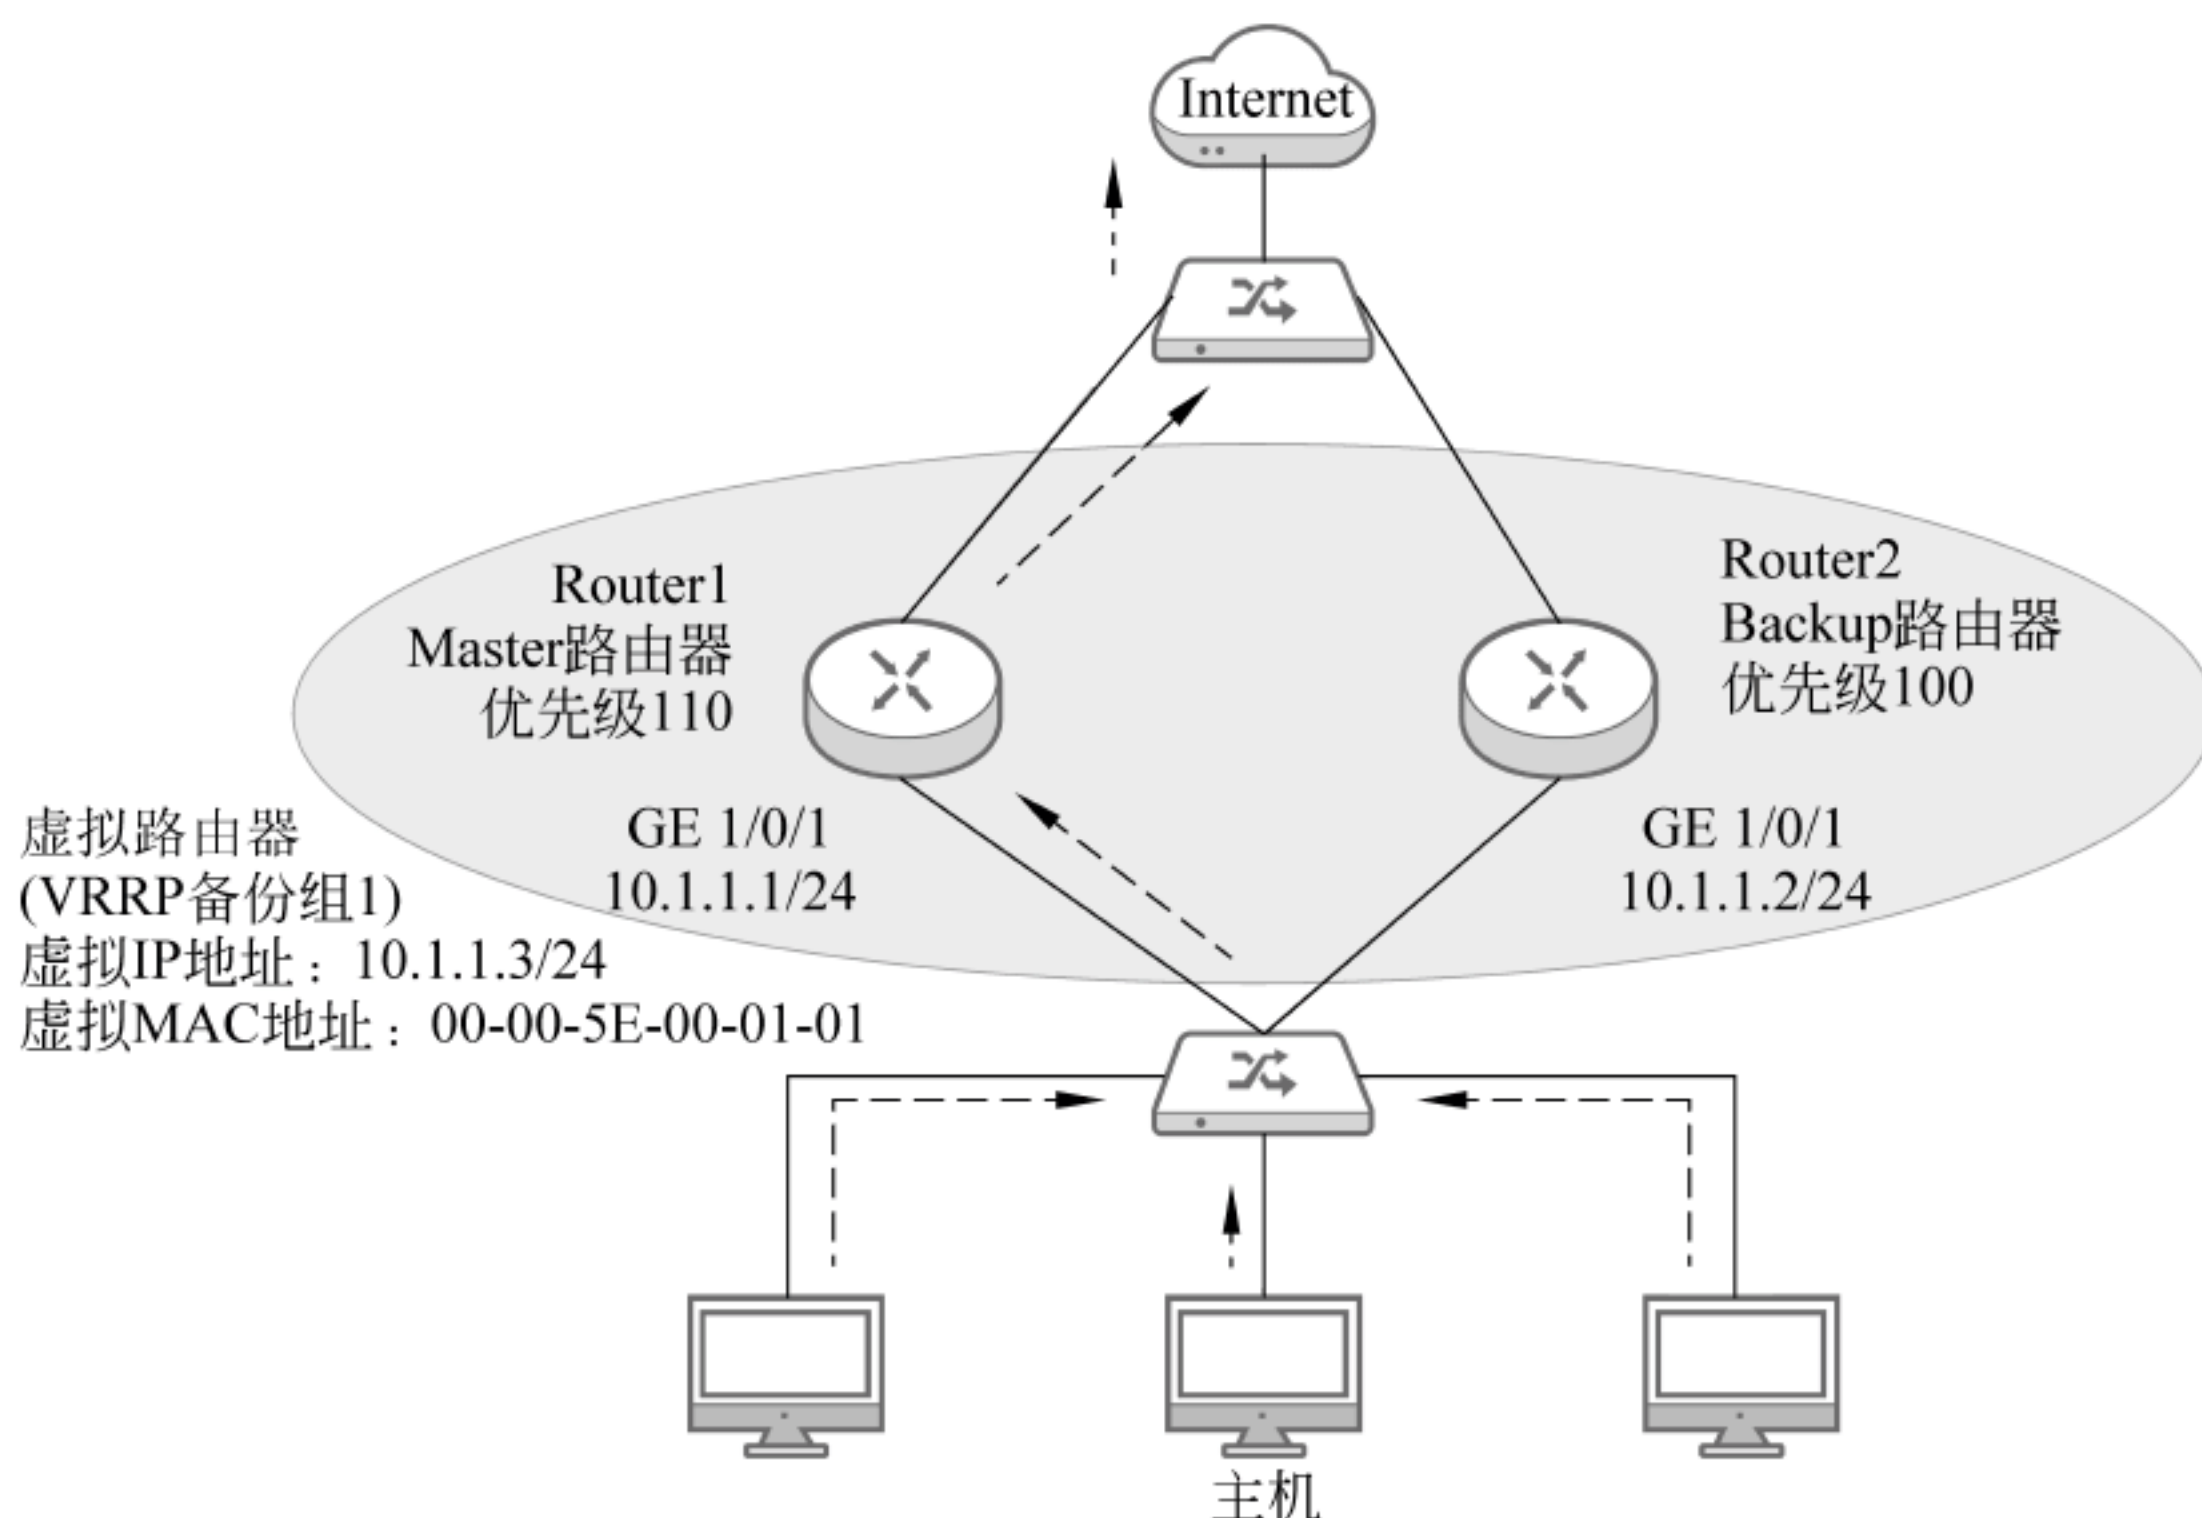 Internet
Router1
Master路由器
优先级110
Router2
Backup路由器
优先级100
GE 1/0/1
10.1.1.1/24
GE 1/0/1
10.1.1.2/24
虚拟路由器
(VRRP备份组1)
虚拟IP地址：10.1.1.3/24
虚拟MAC地址：00-00-5E-00-01-01
主机